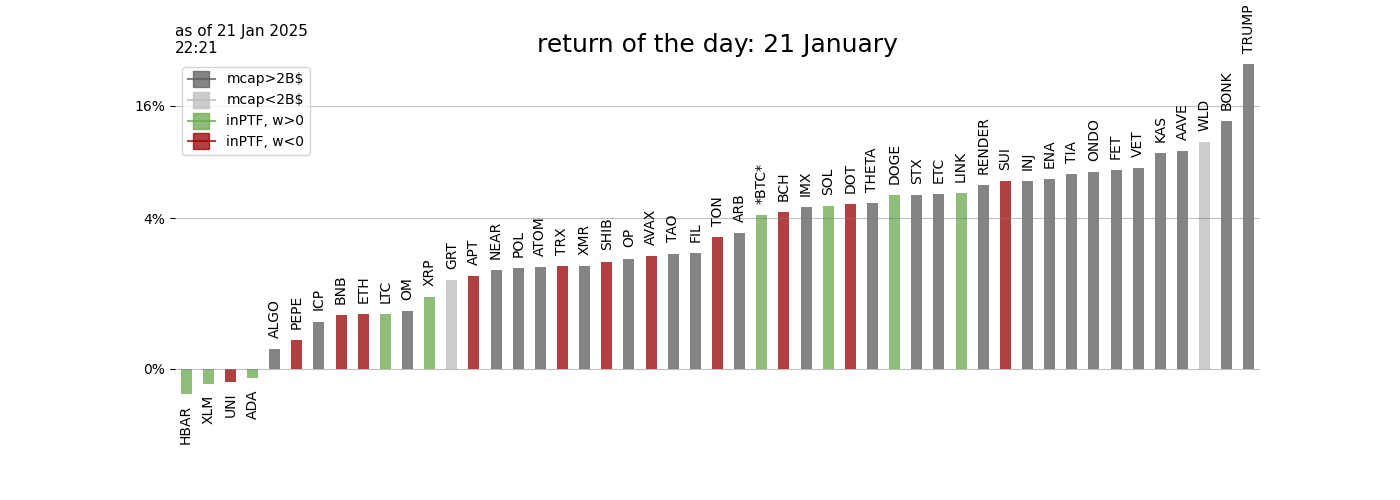 as of 21 Jan 2025
22:21
return of the day: 21 January
mcap>2B$
mcap<2B$
inPTF, w>0
inPTF, w<0
16%
4%
0%
HBAR
XLM
UNI
ADA
ALGO
PEPE
ICP
BNB
ETH
LTC
OM
XRP
GRT
APT
NEAR
POL
ATOM
TRX
XMR
SHIB
OP
AVAX
TAO
FIL
TON
ARB
*BTC*
BCH
IMX
SOL
DOT
THETA
DOGE
STX
ETC
LINK
RENDER
SUI
INJ
ENA
TIA
ONDO
FET
VET
KAS
AAVE
WLD
BONK
TRUMP